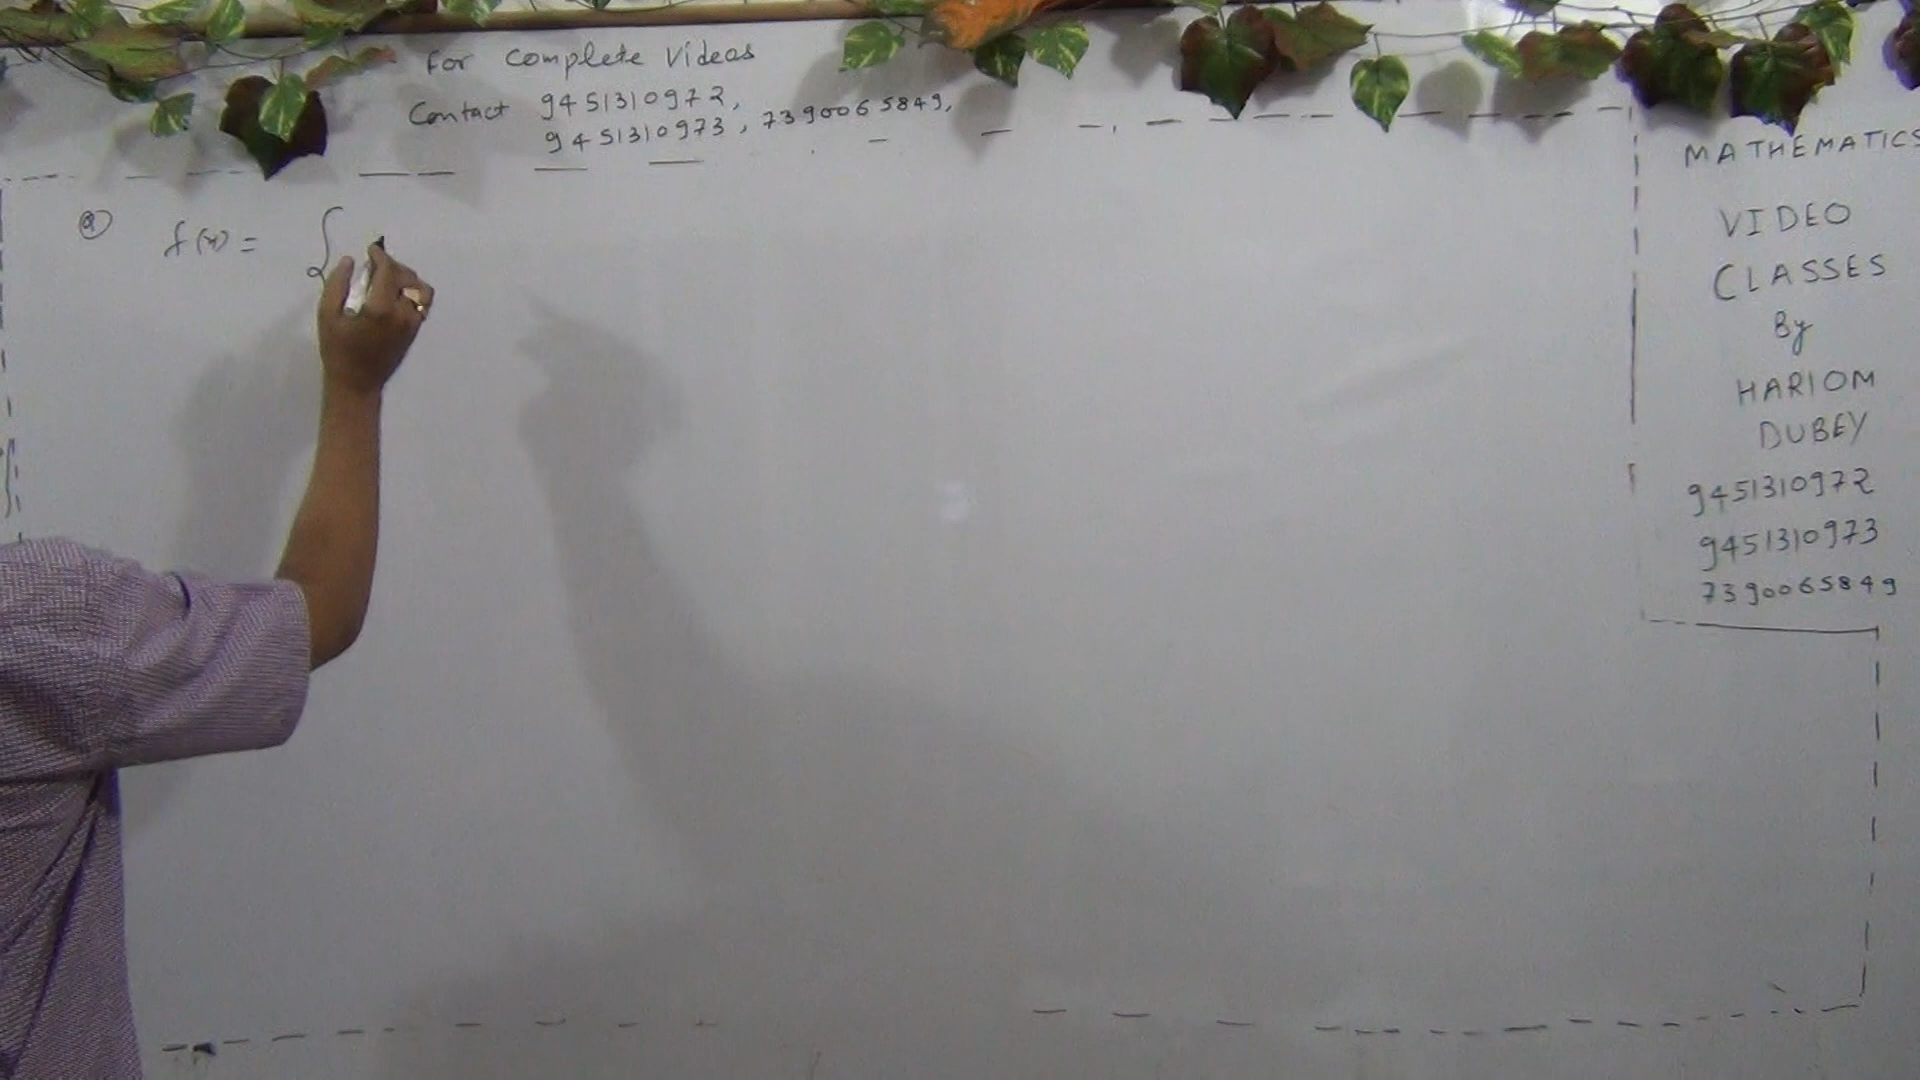 For Complete Videos
Contact 9451310972,
9451310973, 7390065849,
Q f(x) = {
MATHEMATICS
VIDEO
CLASSES
By
HARIOM
DUBEY
9451310972
9451310973
7390065849